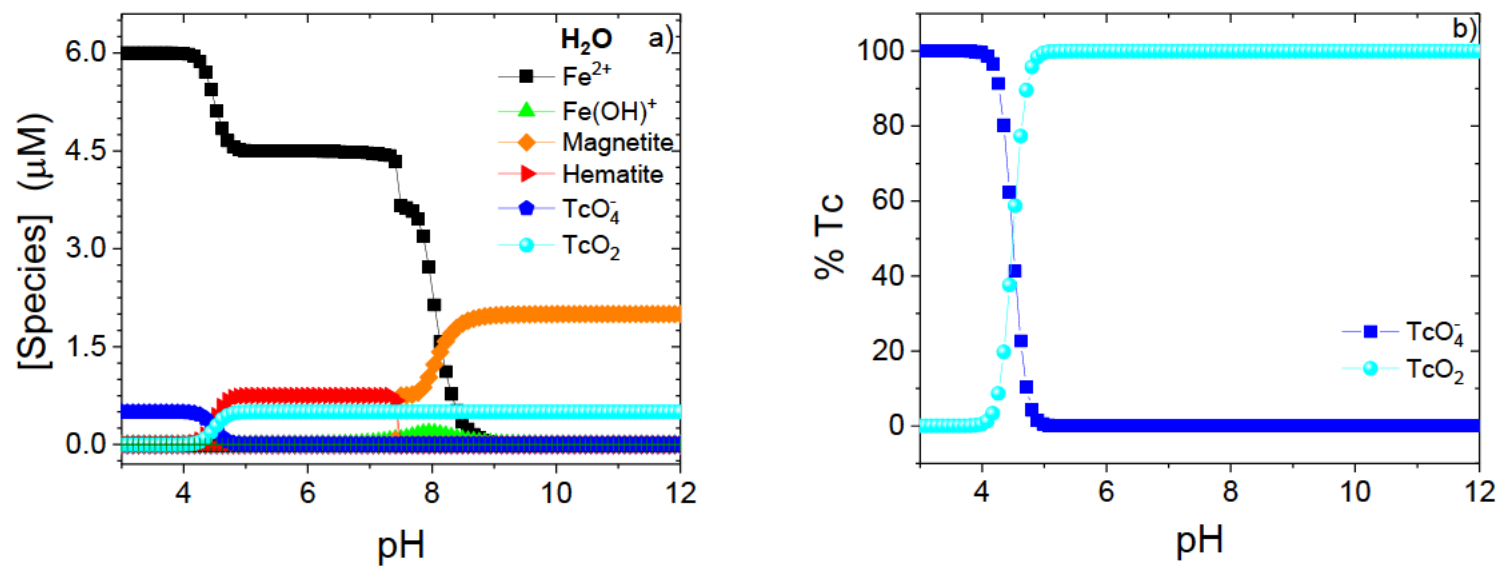 H₂O
a)
Fe²⁺
Fe(OH)⁺
Magnetite
Hematite
TcO₄⁻
TcO₂
[Species] (μM)
6.0
4.5
3.0
1.5
0.0
4 6 8 10 12
pH
b)
% Tc
100
80
60
40
20
0
TcO₄⁻
TcO₂
4 6 8 10 12
pH